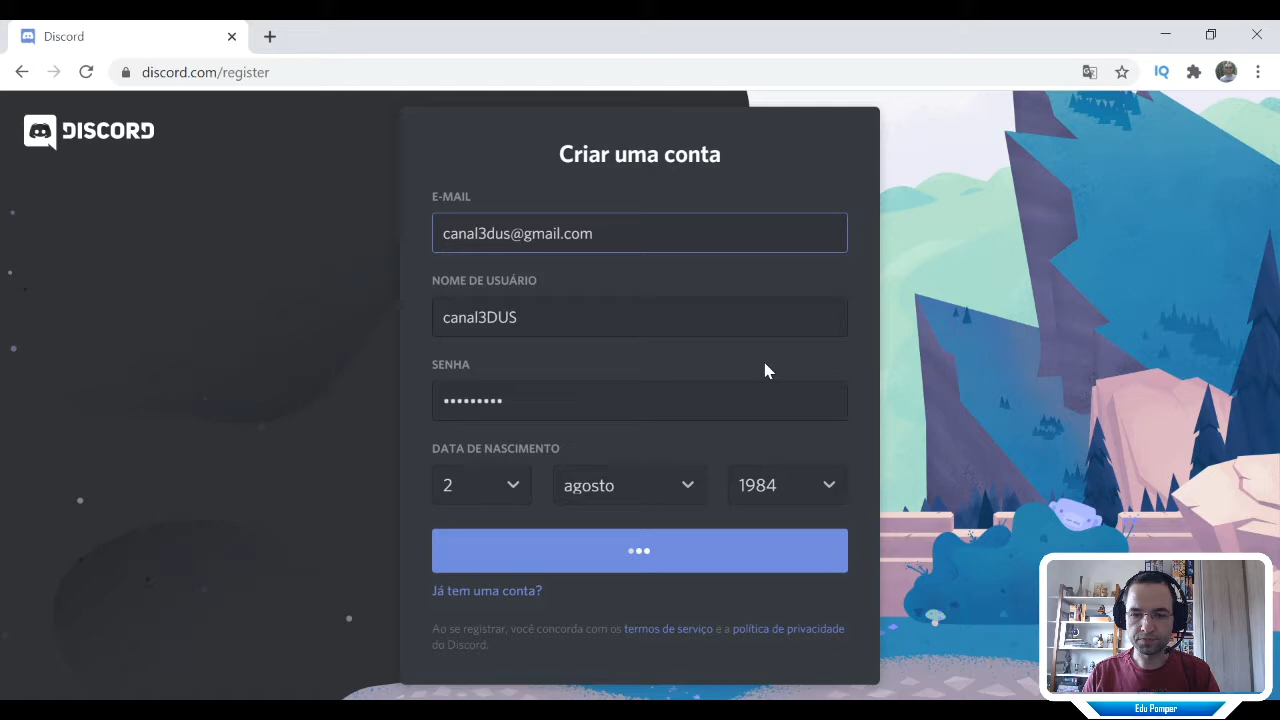 Discord
discord.com/register
IQ
DISCORD
Criar uma conta
E-MAIL
canal3dus@gmail.com
NOME DE USUÁRIO
canal3DUS
SENHA
•••••••••
DATA DE NASCIMENTO
2 agosto 1984
Já tem uma conta?
Ao se registrar, você concorda com os termos de serviço e a política de privacidade
do Discord.
Edu Pomper